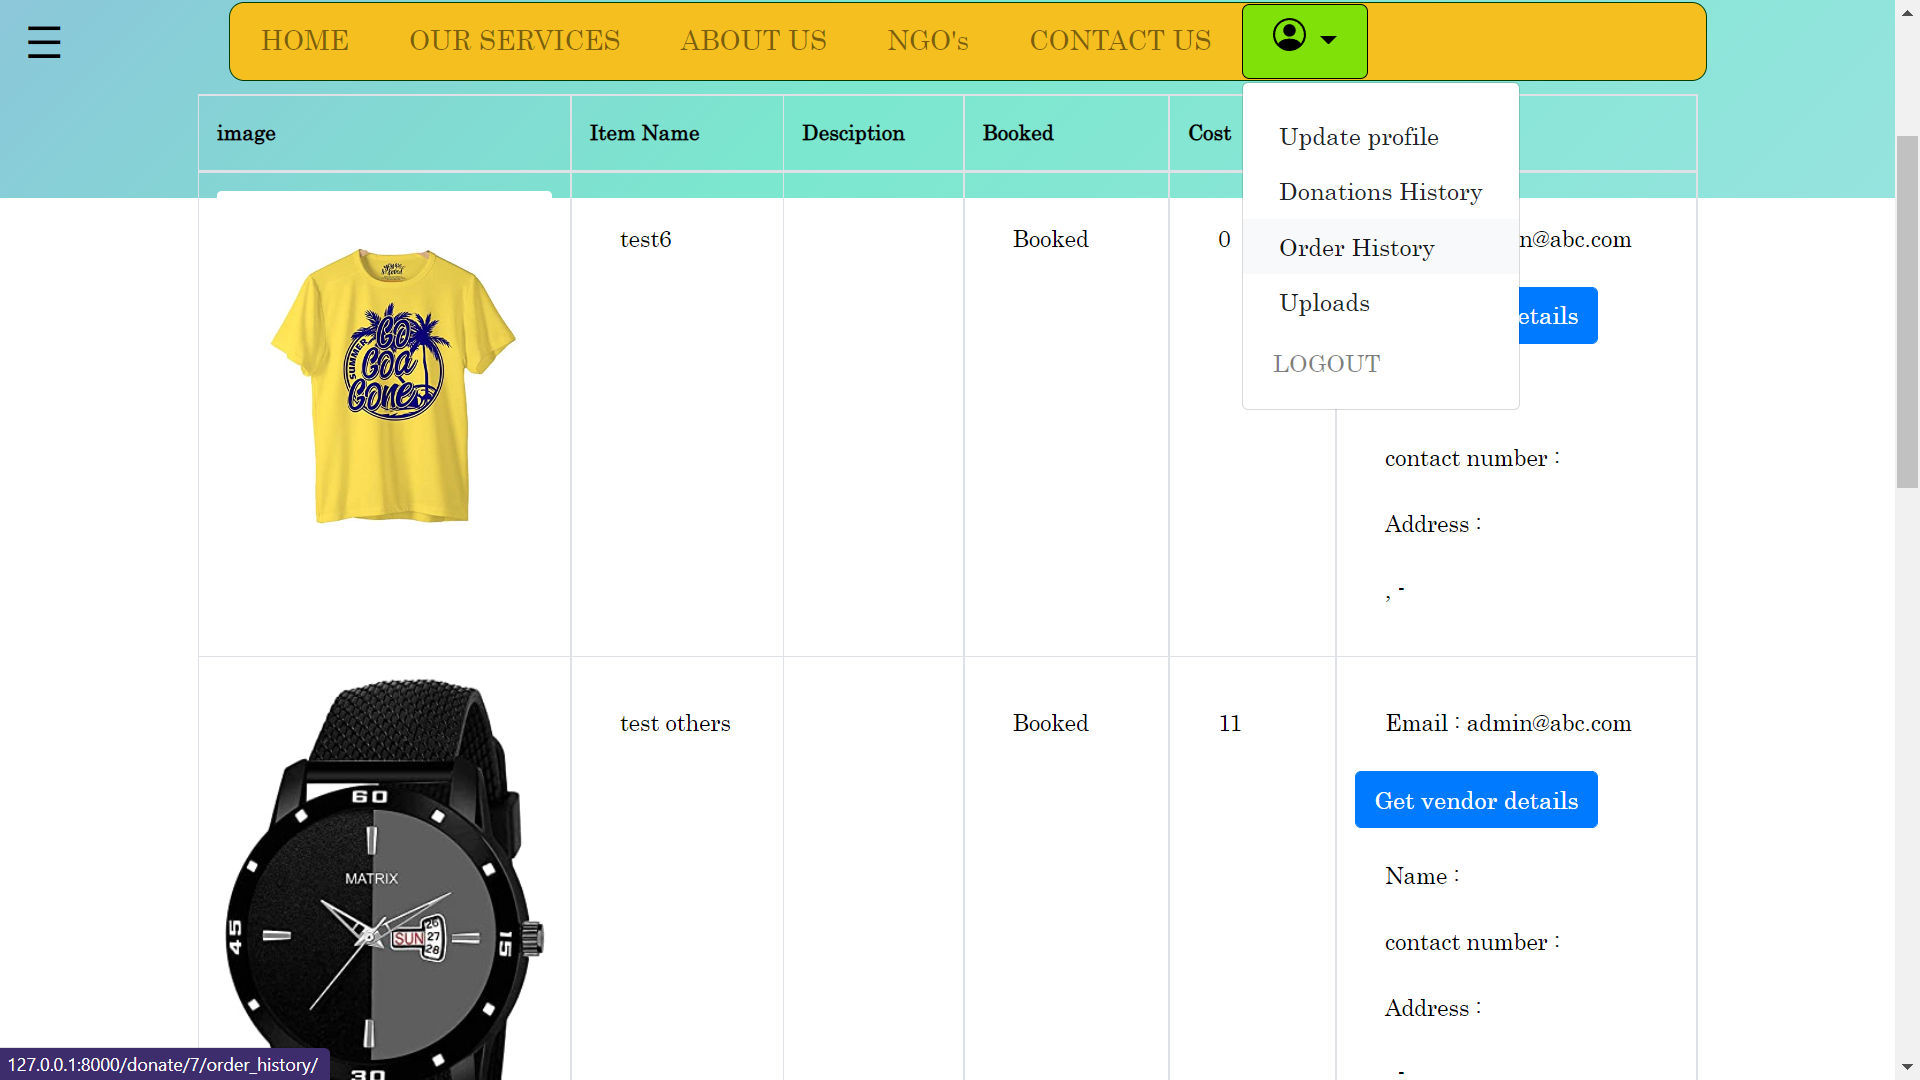 ☰ HOME OUR SERVICES ABOUT US NGO's CONTACT US
image Item Name Desciption Booked Cost
Update profile
Donations History
Order History
Uploads
LOGOUT
test6 Booked 0 n@abc.com
etails
SUMMER
GO
GOA
GONE
contact number :
Address :
, -
test others Booked 11 Email : admin@abc.com
Get vendor details
Name :
contact number :
Address :
-
60
MATRIX
45
SUN
26
27
28
15
30
127.0.0.1:8000/donate/7/order_history/